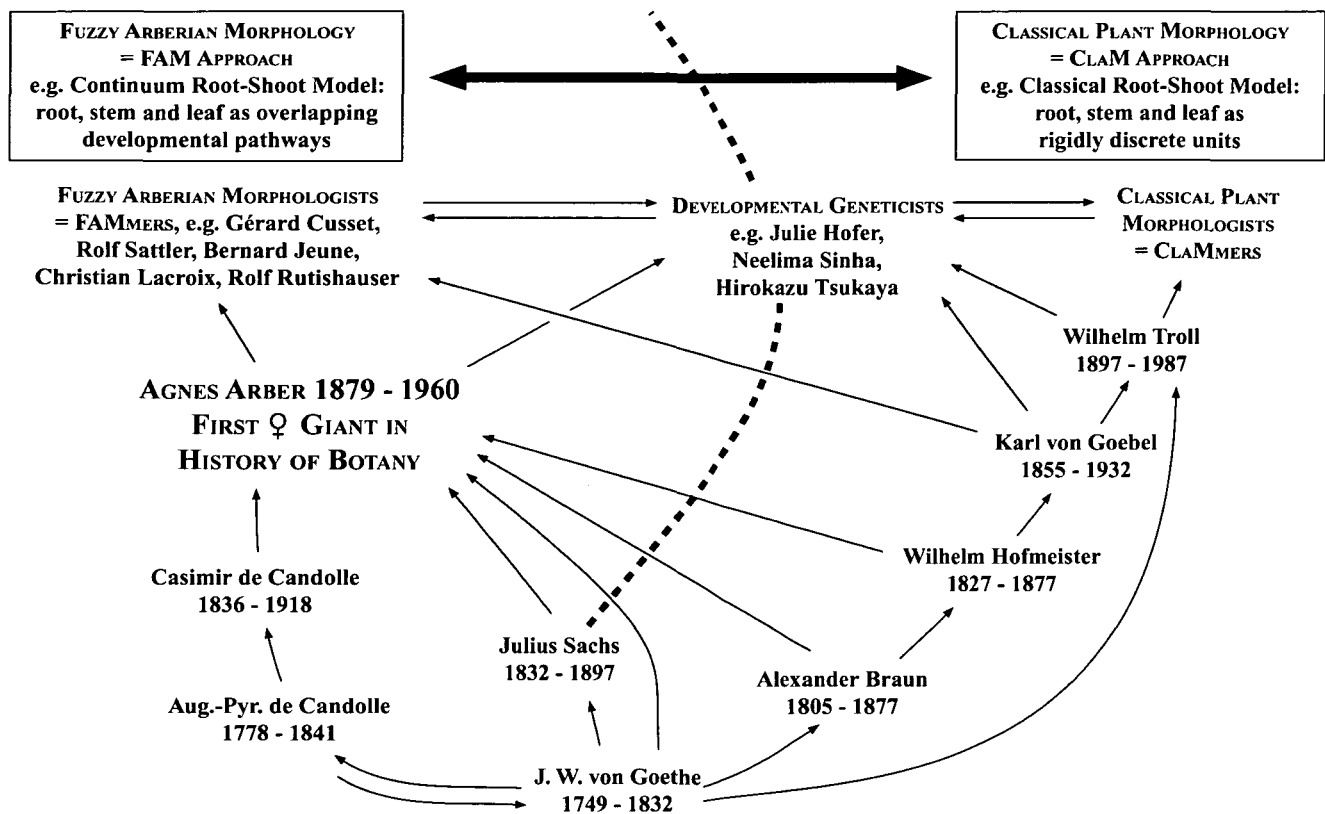 FUZZY ARBERIAN MORPHOLOGY
= FAM APPROACH
e.g. Continuum Root-Shoot Model:
root, stem and leaf as overlapping
developmental pathways
CLASSICAL PLANT MORPHOLOGY
= CLAM APPROACH
e.g. Classical Root-Shoot Model:
root, stem and leaf as
rigidly discrete units
FUZZY ARBERIAN MORPHOLOGISTS
= FAMMERS, e.g. Gérard Cusset,
Rolf Sattler, Bernard Jeune,
Christian Lacroix, Rolf Rutishauser
DEVELOPMENTAL GENETICISTS
e.g. Julie Hofer,
Neelima Sinha,
Hirokazu Tsukaya
CLASSICAL PLANT
MORPHOLOGISTS
= CLAMMERS
Wilhelm Troll
1897 - 1987
AGNES ARBER 1879 - 1960
FIRST ♀ GIANT IN
HISTORY OF BOTANY
Karl von Goebel
1855 - 1932
Wilhelm Hofmeister
1827 - 1877
Casimir de Candolle
1836 - 1918
Julius Sachs
1832 - 1897
Alexander Braun
1805 - 1877
Aug.-Pyr. de Candolle
1778 - 1841
J. W. von Goethe
1749 - 1832